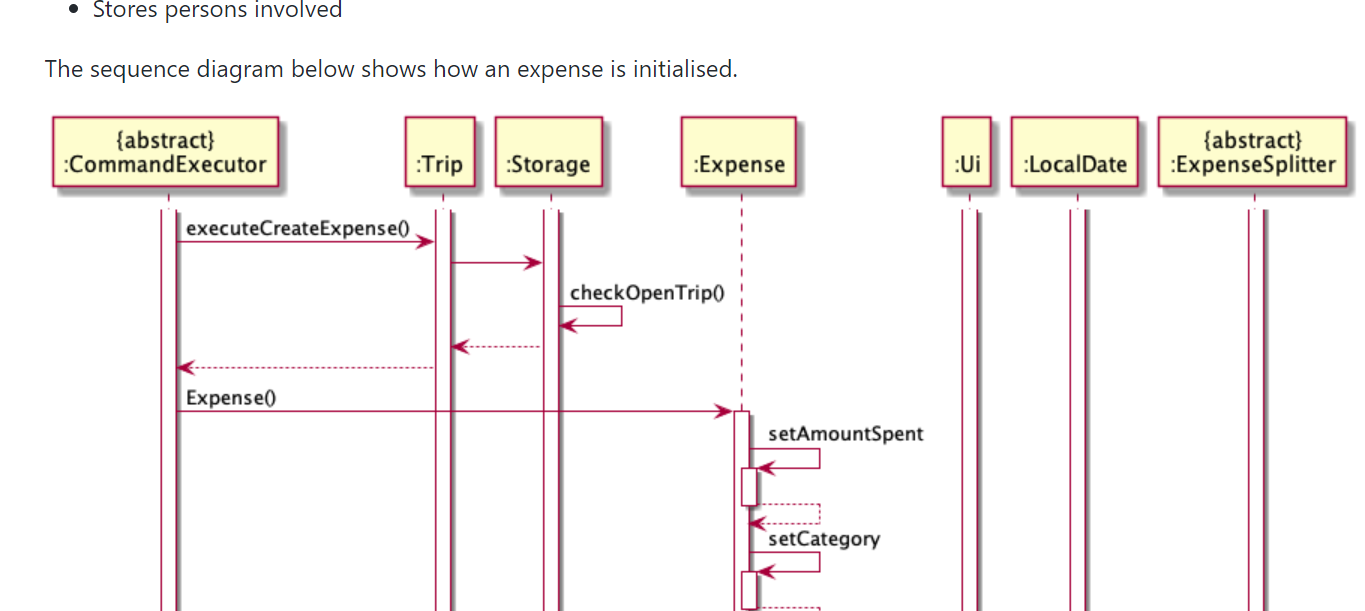 Stores persons involved
The sequence diagram below shows how an expense is initialised.
{abstract}
:CommandExecutor
:Trip
:Storage
:Expense
:Ui
:LocalDate
{abstract}
:ExpenseSplitter
executeCreateExpense()
checkOpenTrip()
Expense()
setAmountSpent
setCategory